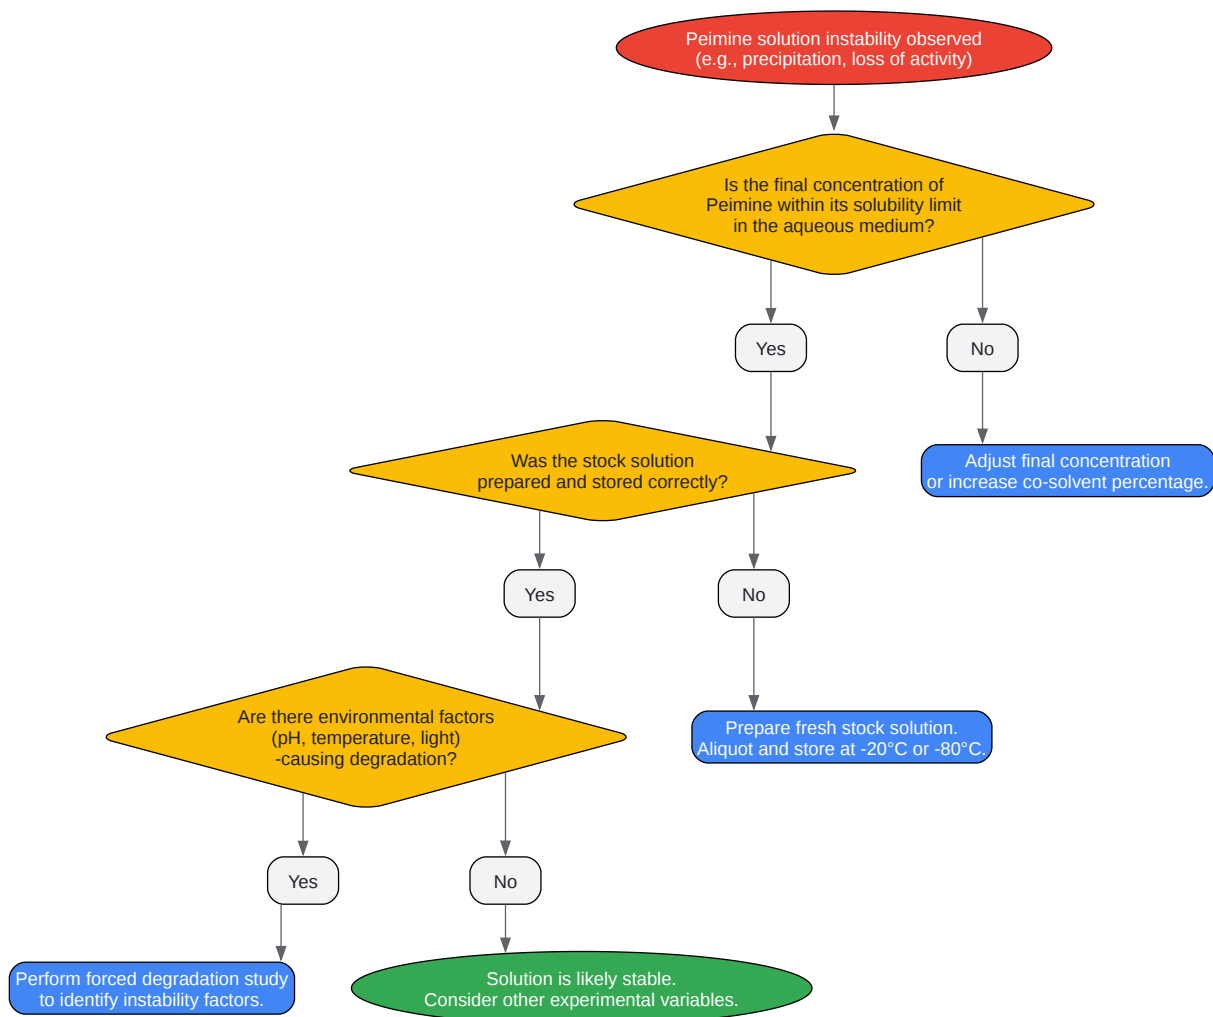 Peimine solution instability observed
(e.g., precipitation, loss of activity)
Is the final concentration of
Peimine within its solubility limit
in the aqueous medium?
Yes
No
Was the stock solution
prepared and stored correctly?
Adjust final concentration
or increase co-solvent percentage.
Yes
No
Are there environmental factors
(pH, temperature, light)
-causing degradation?
Prepare fresh stock solution.
Aliquot and store at -20°C or -80°C.
Yes
No
Perform forced degradation study
to identify instability factors.
Solution is likely stable.
Consider other experimental variables.